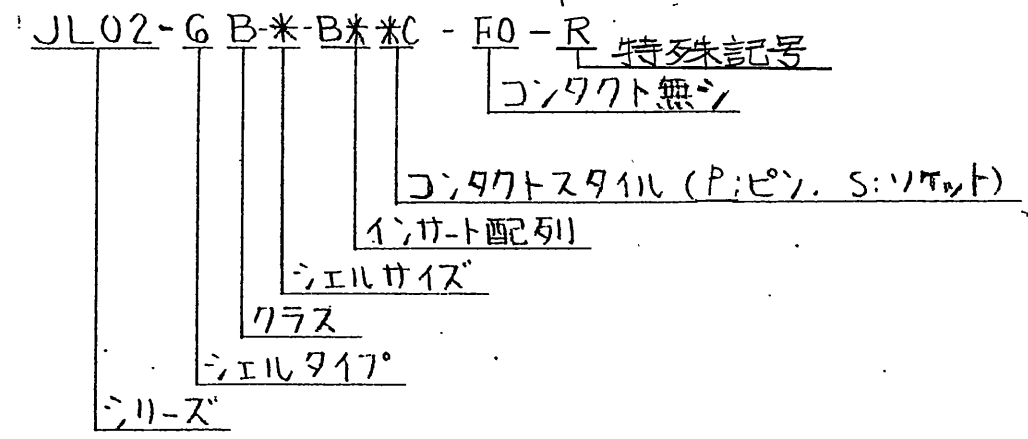 JL02-6B-*-B**C-F0-R
特殊記号
コンタクト無シ
コンタクトスタイル(P:ピン. S:ソケット)
インサート配列
シェルサイズ
クラス
シェルタイプ
シリーズ